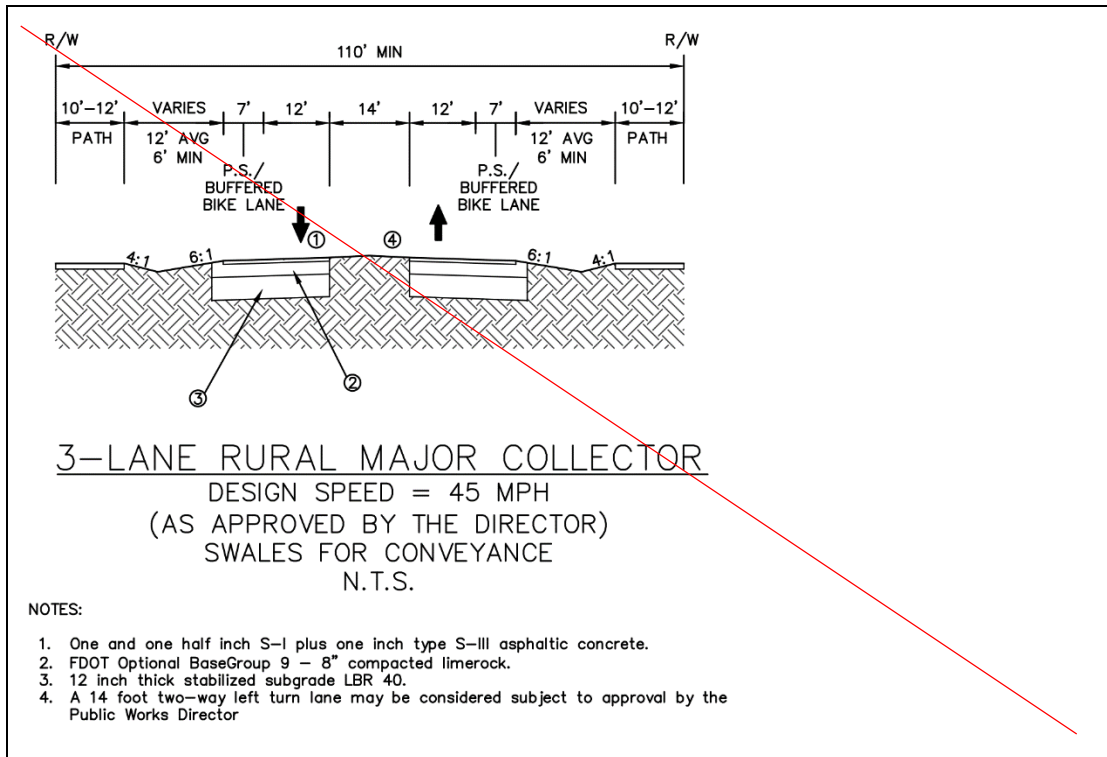 R/W R/W
110' MIN
10'-12' VARIES 7' 12' 14' 12' 7' VARIES 10'-12'
PATH 12' AVG 12' AVG PATH
6' MIN 6' MIN
P.S./ P.S./
BUFFERED BUFFERED
BIKE LANE BIKE LANE
1 4
4:1 6:1 6:1 4:1
2
3
3-LANE RURAL MAJOR COLLECTOR
DESIGN SPEED = 45 MPH
(AS APPROVED BY THE DIRECTOR)
SWALES FOR CONVEYANCE
N.T.S.
NOTES:
1. One and one half inch S-I plus one inch type S-III asphaltic concrete.
2. FDOT Optional BaseGroup 9 - 8" compacted limerock.
3. 12 inch thick stabilized subgrade LBR 40.
4. A 14 foot two-way left turn lane may be considered subject to approval by the
Public Works Director